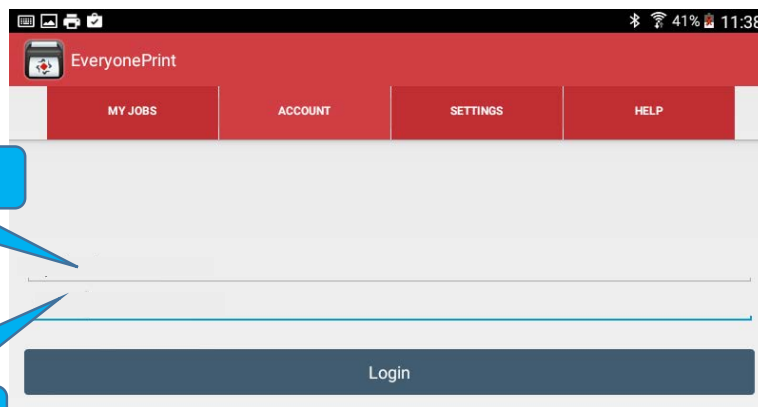 41% 11:38
EveryonePrint
MY JOBS ACCOUNT SETTINGS HELP
Login